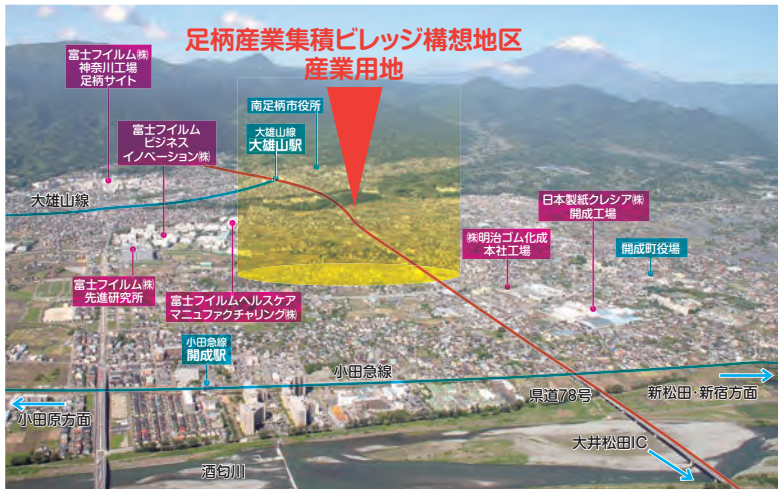 足柄産業集積ビレッジ構想地区
産業用地
富士フイルム㈱
神奈川工場
足柄サイト
南足柄市役所
富士フイルム
ビジネス
イノベーション㈱
大雄山線
大雄山駅
大雄山線
日本製紙クレシア㈱
開成工場
㈱明治ゴム化成
本社工場
開成町役場
富士フイルム㈱
先進研究所
富士フイルムヘルスケア
マニュファクチャリング㈱
小田急線
開成駅
小田急線
県道78号
新松田・新宿方面
小田原方面
大井松田IC
酒匂川